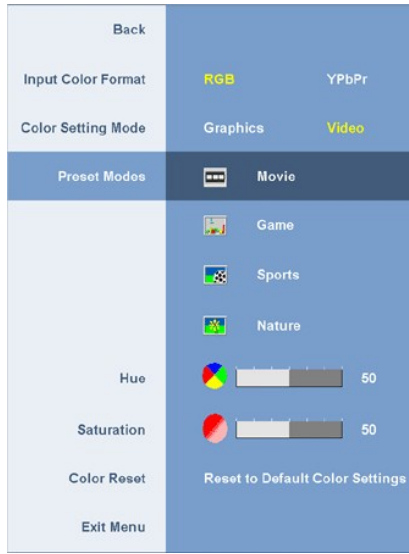 Back
Input Color Format RGB YPbPr
Color Setting Mode Graphics Video
Preset Modes Movie
Game
Sports
Nature
Hue 50
Saturation 50
Color Reset Reset to Default Color Settings
Exit Menu